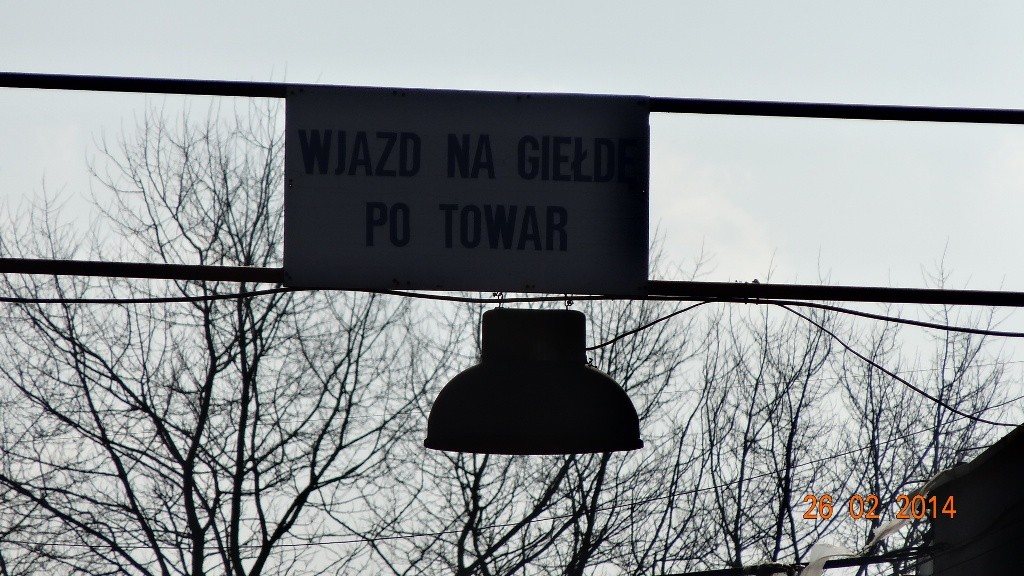 WJAZD NA GIEŁDĘ
PO TOWAR
26 02 2014